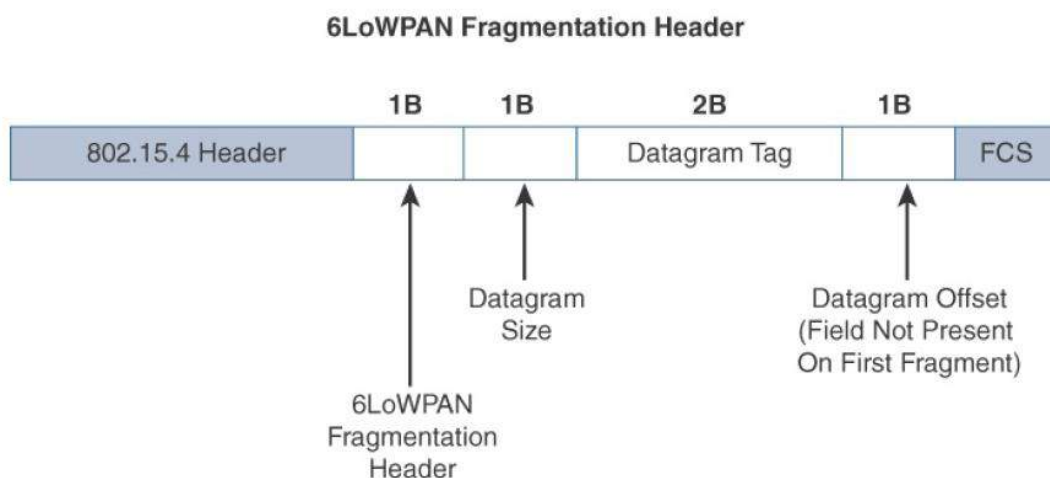 6LoWPAN Fragmentation Header
1B
1B
2B
1B
802.15.4 Header
Datagram Tag
FCS
Datagram
Size
Datagram Offset
(Field Not Present
On First Fragment)
6LoWPAN
Fragmentation
Header